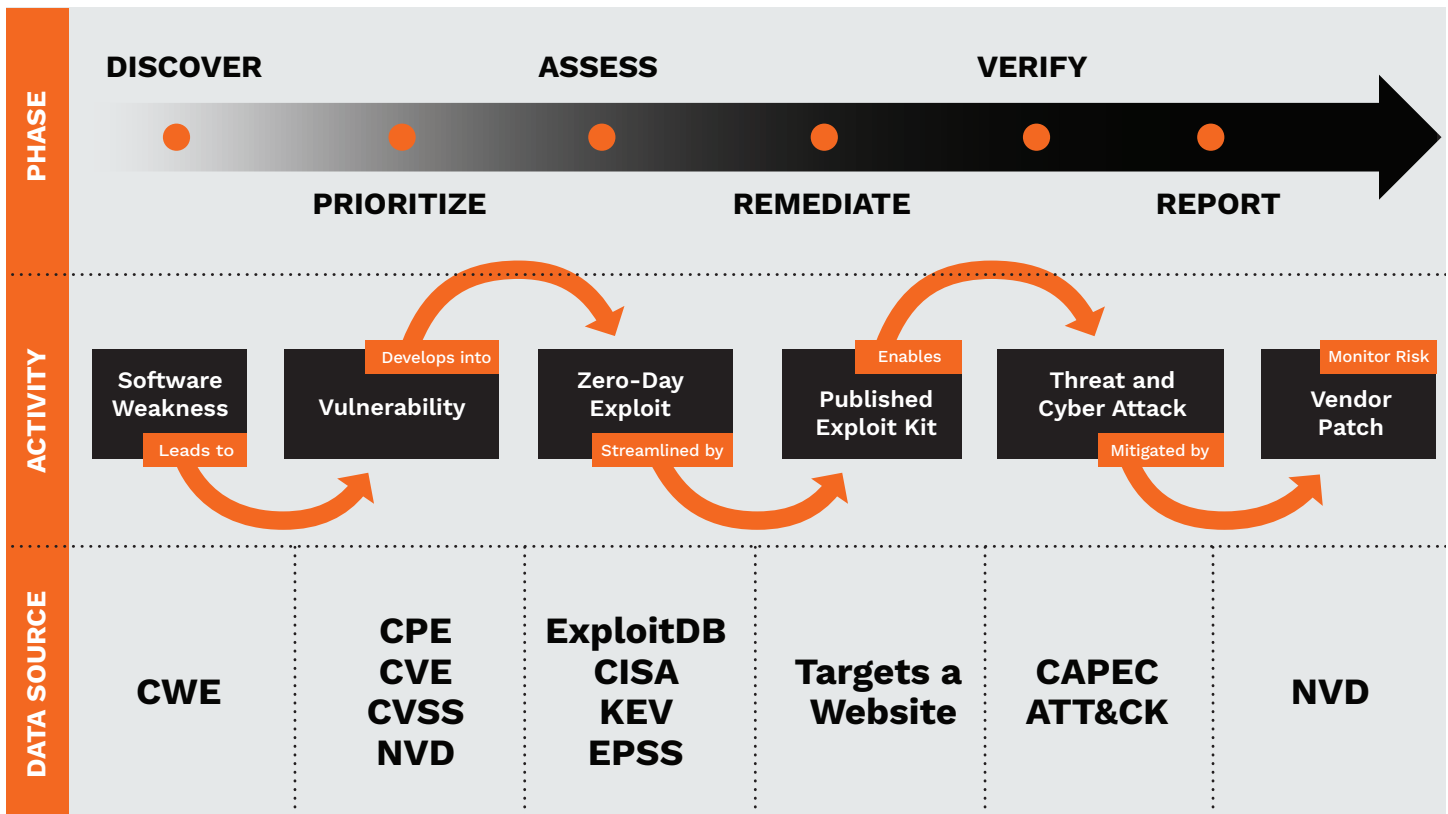 PHASE
DISCOVER
ASSESS
VERIFY
PRIORITIZE
REMEDIATE
REPORT
ACTIVITY
Software
Weakness
Leads to
Develops into
Vulnerability
Zero-Day
Exploit
Streamlined by
Enables
Published
Exploit Kit
Threat and
Cyber Attack
Mitigated by
Monitor Risk
Vendor
Patch
DATA SOURCE
CWE
CPE
CVE
CVSS
NVD
ExploitDB
CISA
KEV
EPSS
Targets a
Website
CAPEC
ATT&CK
NVD